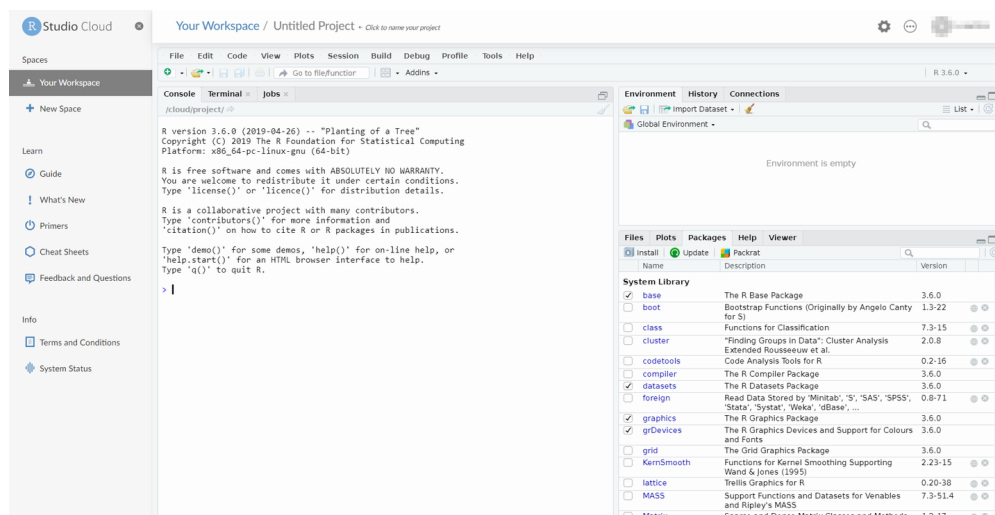 R Studio Cloud
Your Workspace / Untitled Project ← Click to name your project
Spaces
Your Workspace
New Space
Learn
Guide
What's New
Primers
Cheat Sheets
Feedback and Questions
Info
Terms and Conditions
System Status
File Edit Code View Plots Session Build Debug Profile Tools Help
Go to file/function Addins R 3.6.0
Console Terminal × Jobs ×
/cloud/project/
R version 3.6.0 (2019-04-26) -- "Planting of a Tree"
Copyright (C) 2019 The R Foundation for Statistical Computing
Platform: x86_64-pc-linux-gnu (64-bit)
R is free software and comes with ABSOLUTELY NO WARRANTY.
You are welcome to redistribute it under certain conditions.
Type 'license()' or 'licence()' for distribution details.
R is a collaborative project with many contributors.
Type 'contributors()' for more information and
'citation()' on how to cite R or R packages in publications.
Type 'demo()' for some demos, 'help()' for on-line help, or
'help.start()' for an HTML browser interface to help.
Type 'q()' to quit R.
>
Environment History Connections
Import Dataset List
Global Environment
Environment is empty
Files Plots Packages Help Viewer
Install Update Packrat
Name Description Version
System Library
base The R Base Package 3.6.0
boot Bootstrap Functions (Originally by Angelo Canty 1.3-22
for S)
class Functions for Classification 7.3-15
cluster "Finding Groups in Data": Cluster Analysis 2.0.8
Extended Rousseeuw et al.
codetools Code Analysis Tools for R 0.2-16
compiler The R Compiler Package 3.6.0
datasets The R Datasets Package 3.6.0
foreign Read Data Stored by 'Minitab', 'S', 'SAS', 'SPSS', 0.8-71
'Stata', 'Systat', 'Weka', 'dBase', ...
graphics The R Graphics Package 3.6.0
grDevices The R Graphics Devices and Support for Colours 3.6.0
and Fonts
grid The Grid Graphics Package 3.6.0
KernSmooth Functions for Kernel Smoothing Supporting 2.23-15
Wand & Jones (1995)
lattice Trellis Graphics for R 0.20-38
MASS Support Functions and Datasets for Venables 7.3-51.4
and Ripley's MASS